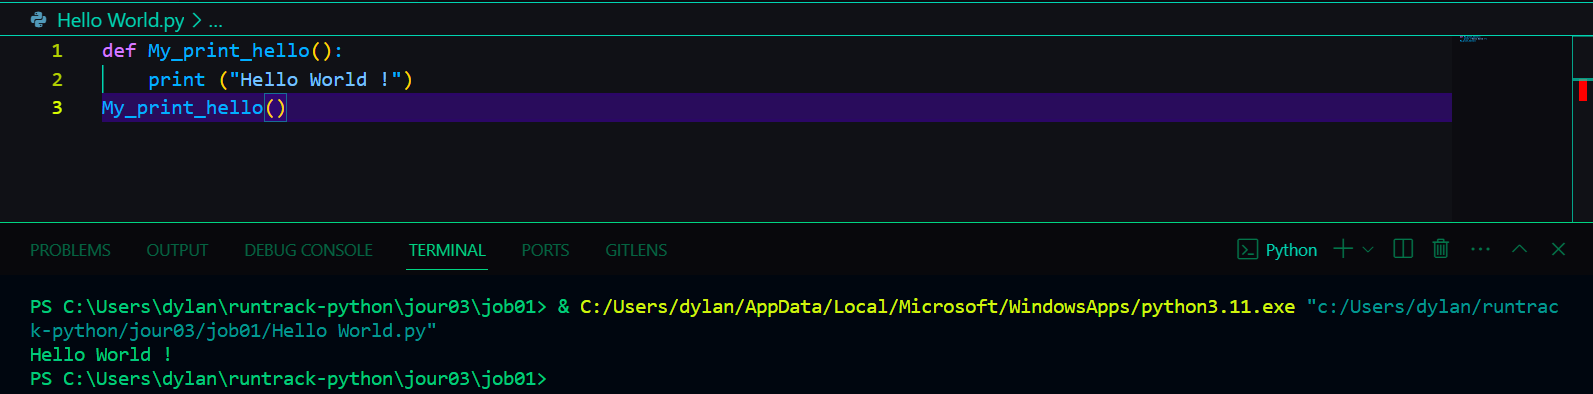 Hello World.py > ...
1 def My_print_hello():
2     print ("Hello World !")
3 My_print_hello()
PROBLEMS OUTPUT DEBUG CONSOLE TERMINAL PORTS GITLENS Python
PS C:\Users\dylan\runtrack-python\jour03\job01> & C:/Users/dylan/AppData/Local/Microsoft/WindowsApps/python3.11.exe "c:/Users/dylan/runtrac
k-python/jour03/job01/Hello World.py"
Hello World !
PS C:\Users\dylan\runtrack-python\jour03\job01>